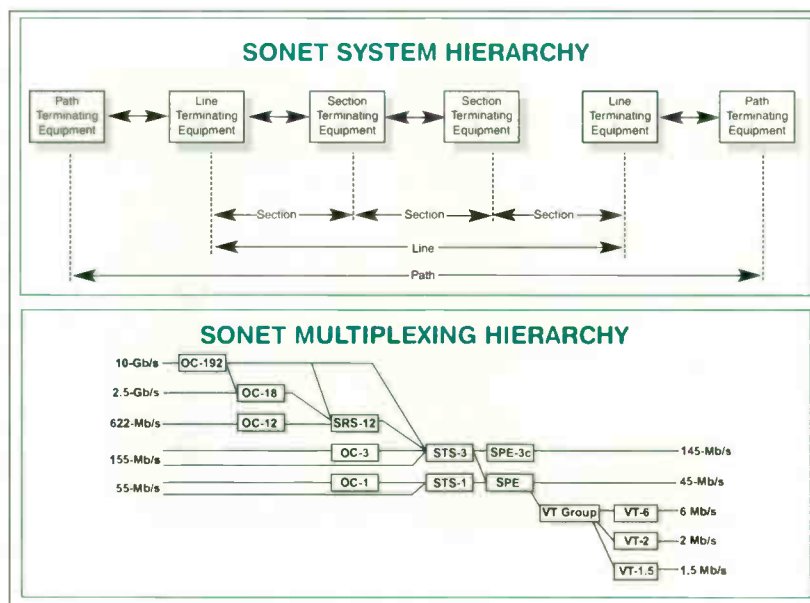 SONET SYSTEM HIERARCHY
Path Terminating Equipment
Line Terminating Equipment
Section Terminating Equipment
Section Terminating Equipment
Line Terminating Equipment
Path Terminating Equipment
Section
Section
Section
Line
Path
SONET MULTIPLEXING HIERARCHY
10-Gb/s
OC-192
2.5-Gb/s
OC-18
622-Mb/s
OC-12
SRS-12
155-Mb/s
OC-3
STS-3
SPE-3c
145-Mb/s
55-Mb/s
OC-1
STS-1
SPE
45-Mb/s
VT Group
VT-6
6 Mb/s
VT-2
2 Mb/s
VT-1.5
1.5 Mb/s